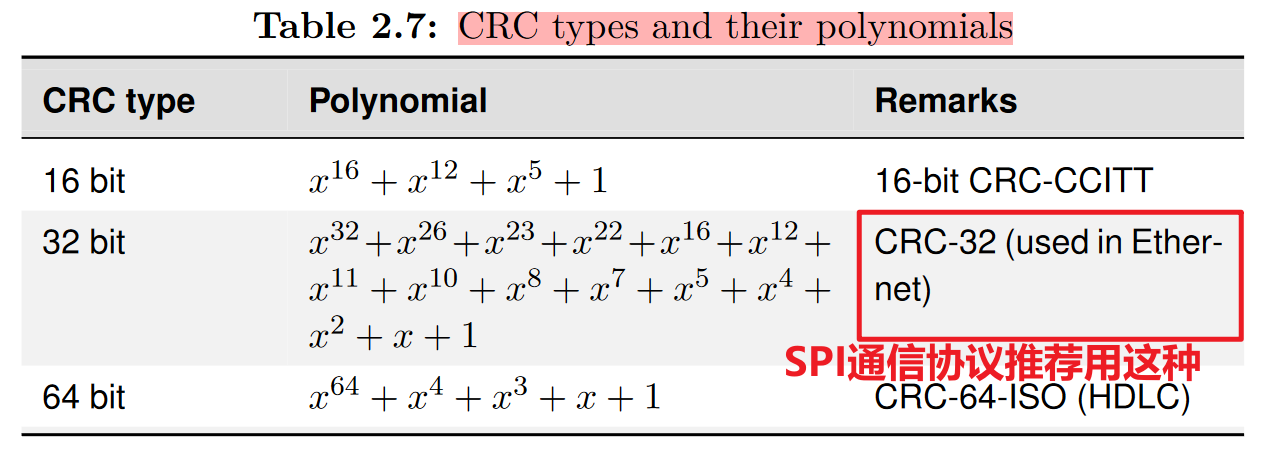 Table 2.7: CRC types and their polynomials
CRC type Polynomial Remarks
16 bit x^16 + x^12 + x^5 + 1 16-bit CRC-CCITT
32 bit x^32 + x^26 + x^23 + x^22 + x^16 + x^12 + CRC-32 (used in Ether-
x^11 + x^10 + x^8 + x^7 + x^5 + x^4 + net)
x^2 + x + 1
SPI通信协议推荐用这种
64 bit x^64 + x^4 + x^3 + x + 1 CRC-64-ISO (HDLC)